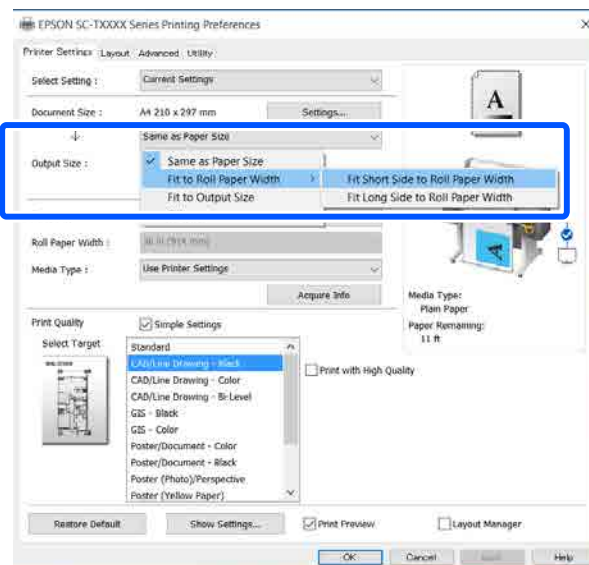 EPSON SC-TXXXX Series Printing Preferences
Printer Settings Layout Advanced Utility
Select Setting : Current Settings
Document Size : A4 210 x 297 mm Settings...
Same as Paper Size
Output Size : Same as Paper Size
Fit to Roll Paper Width Fit Short Side to Roll Paper Width
Fit to Output Size Fit Long Side to Roll Paper Width
Roll Paper Width :
Media Type : Use Printer Settings
Acquire Info
Media Type:
Plain Paper
Paper Remaining:
11 ft
Print Quality Simple Settings
Select Target
Standard
CAD/Line Drawing - Black
Print with High Quality
CAD/Line Drawing - Color
CAD/Line Drawing - Bi-Level
GIS - Black
GIS - Color
Poster/Document - Color
Poster/Document - Black
Poster (Photo)/Perspective
Poster (Yellow Paper)
Restore Default Show Settings... Print Preview Layout Manager
OK Cancel Help
A
A